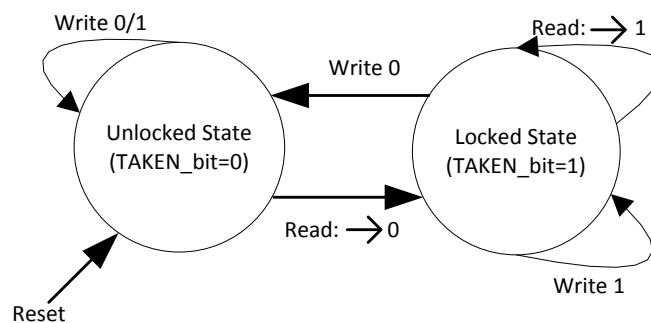 Write 0/1
Read: → 1
Write 0
Unlocked State
(TAKEN_bit=0)
Locked State
(TAKEN_bit=1)
Read: → 0
Write 1
Reset